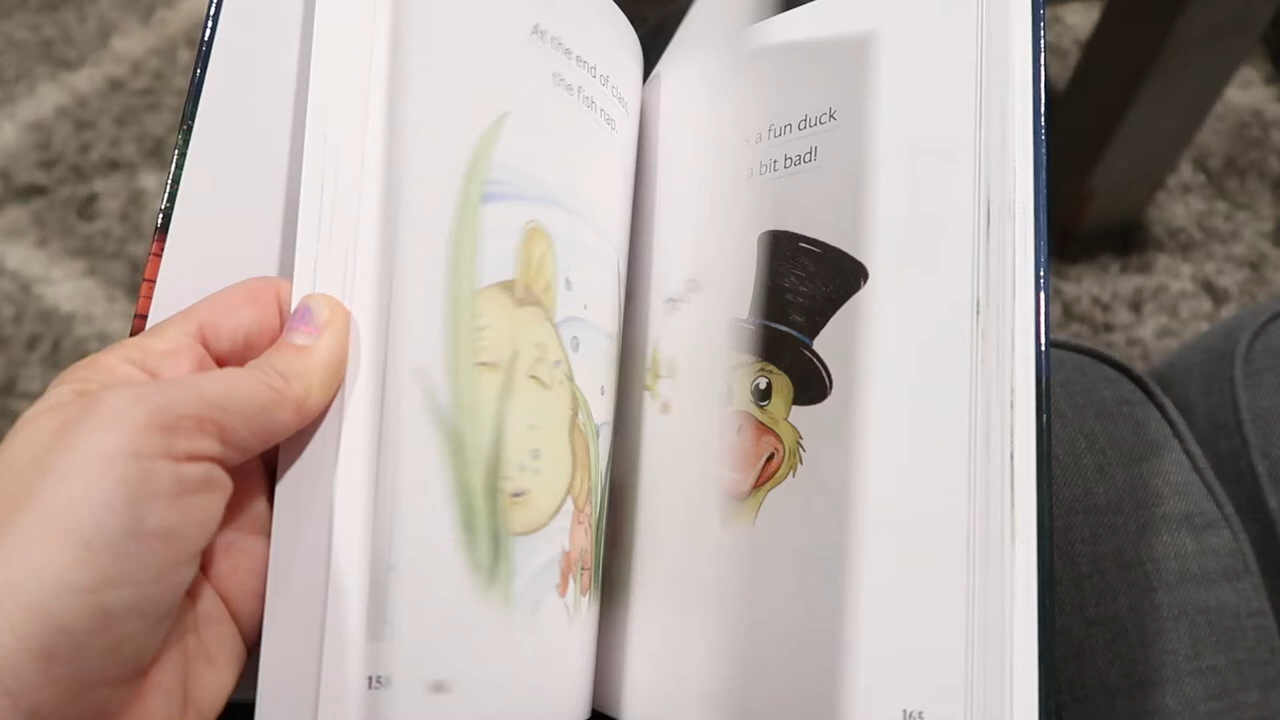 At the end of class,
the fish nap.
a fun duck
a bit bad!
165